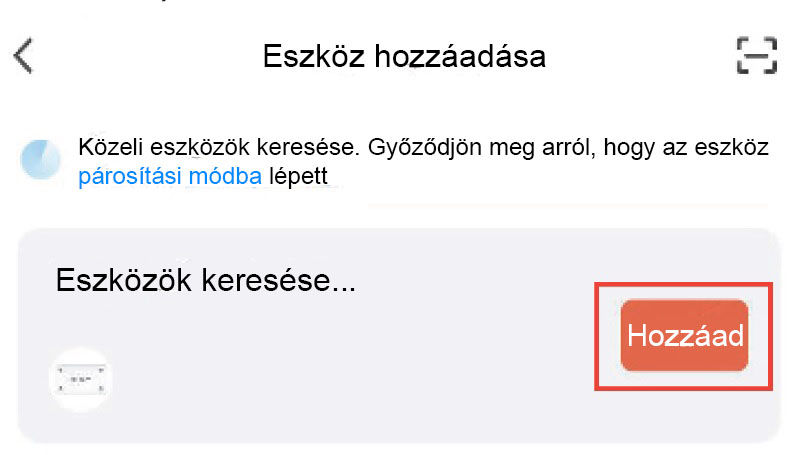 Eszköz hozzáadása
Közeli eszközök keresése. Győződjön meg arról, hogy az eszköz
párosítási módba lépett
Eszközök keresése...
Hozzáad